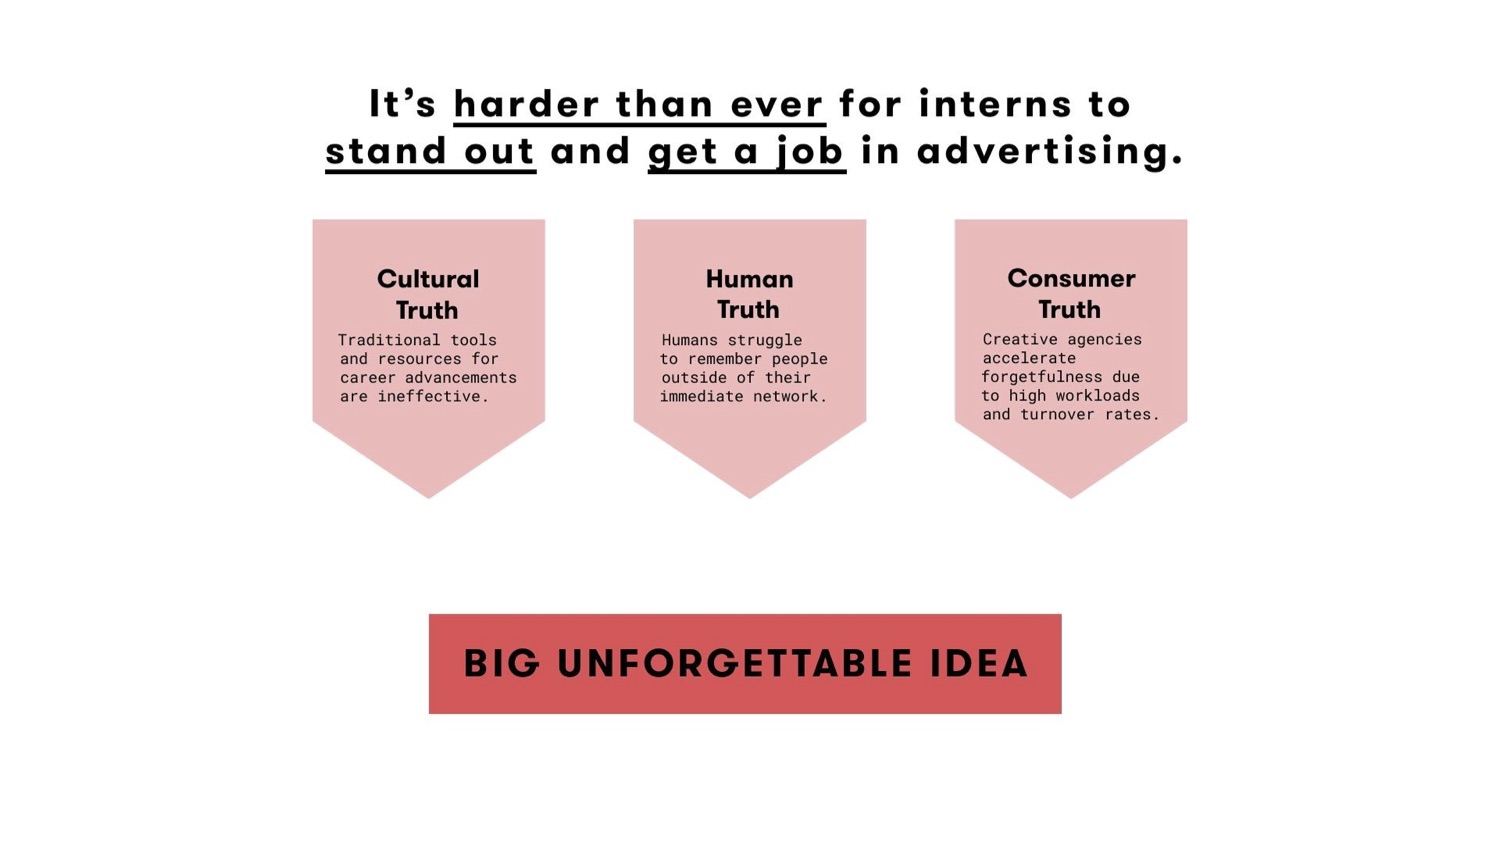 It’s harder than ever for interns to
stand out and get a job in advertising.
Cultural
Truth
Traditional tools
and resources for
career advancements
are ineffective.
Human
Truth
Humans struggle
to remember people
outside of their
immediate network.
Consumer
Truth
Creative agencies
accelerate
forgetfulness due
to high workloads
and turnover rates.
BIG UNFORGETTABLE IDEA